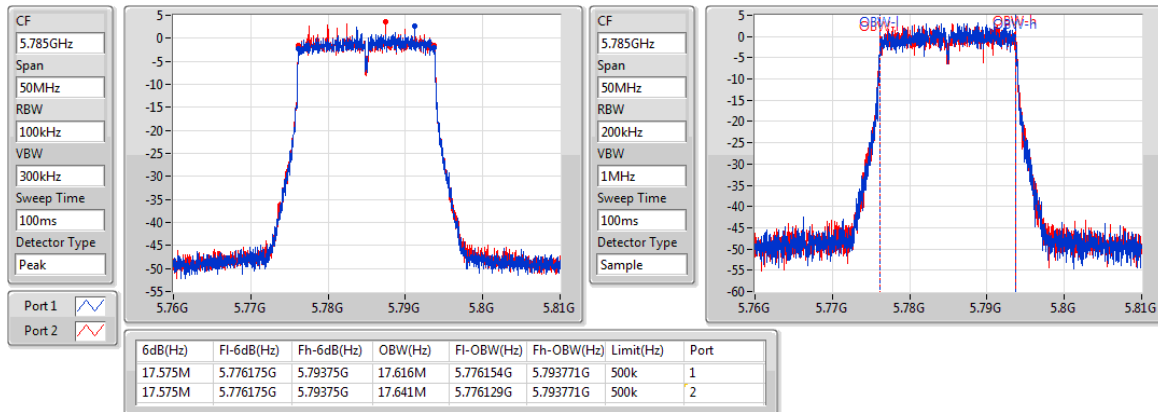 CF
5.785GHz
Span
50MHz
RBW
100kHz
VBW
300kHz
Sweep Time
100ms
Detector Type
Peak
Port 1
Port 2
5
0
-5
-10
-15
-20
-25
-30
-35
-40
-45
-50
-55
5.76G 5.77G 5.78G 5.79G 5.8G 5.81G
CF
5.785GHz
Span
50MHz
RBW
200kHz
VBW
1MHz
Sweep Time
100ms
Detector Type
Sample
OBW-l OBW-h
5
0
-5
-10
-15
-20
-25
-30
-35
-40
-45
-50
-55
-60
5.76G 5.77G 5.78G 5.79G 5.8G 5.81G
6dB(Hz) Fl-6dB(Hz) Fh-6dB(Hz) OBW(Hz) Fl-OBW(Hz) Fh-OBW(Hz) Limit(Hz) Port
17.575M 5.776175G 5.79375G 17.616M 5.776154G 5.793771G 500k 1
17.575M 5.776175G 5.79375G 17.641M 5.776129G 5.793771G 500k 2